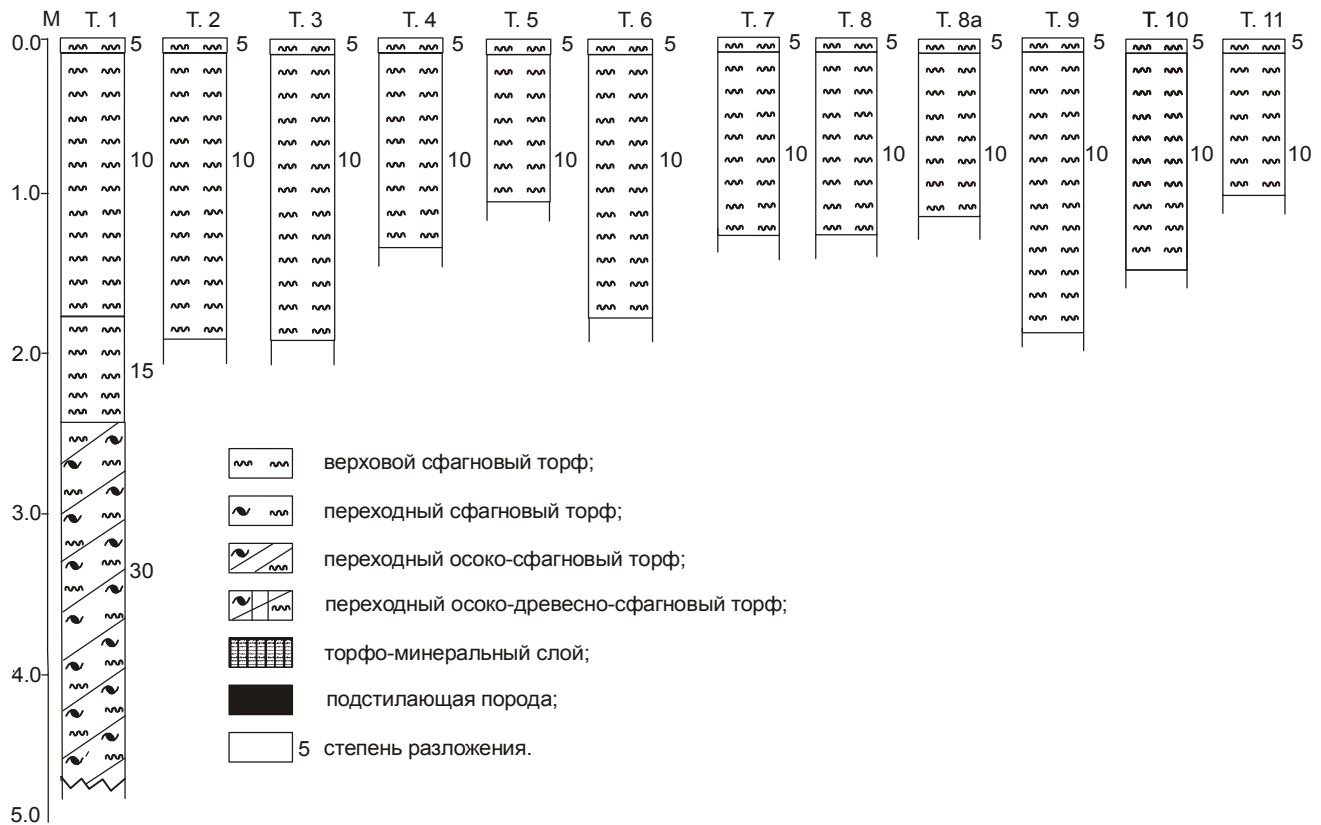 М Т. 1 Т. 2 Т. 3 Т. 4 Т. 5 Т. 6 Т. 7 Т. 8 Т. 8а Т. 9 Т. 10 Т. 11
0.0 5 5 5 5 5 5 5 5 5 5 5 5
10 10 10 10 10 10 10 10 10 10 10 10
1.0
2.0
15
верховой сфагновый торф;
3.0
переходный сфагновый торф;
переходный осоко-сфагновый торф;
30
переходный осоко-древесно-сфагновый торф;
торфо-минеральный слой;
4.0
подстилающая порода;
5 степень разложения.
5.0